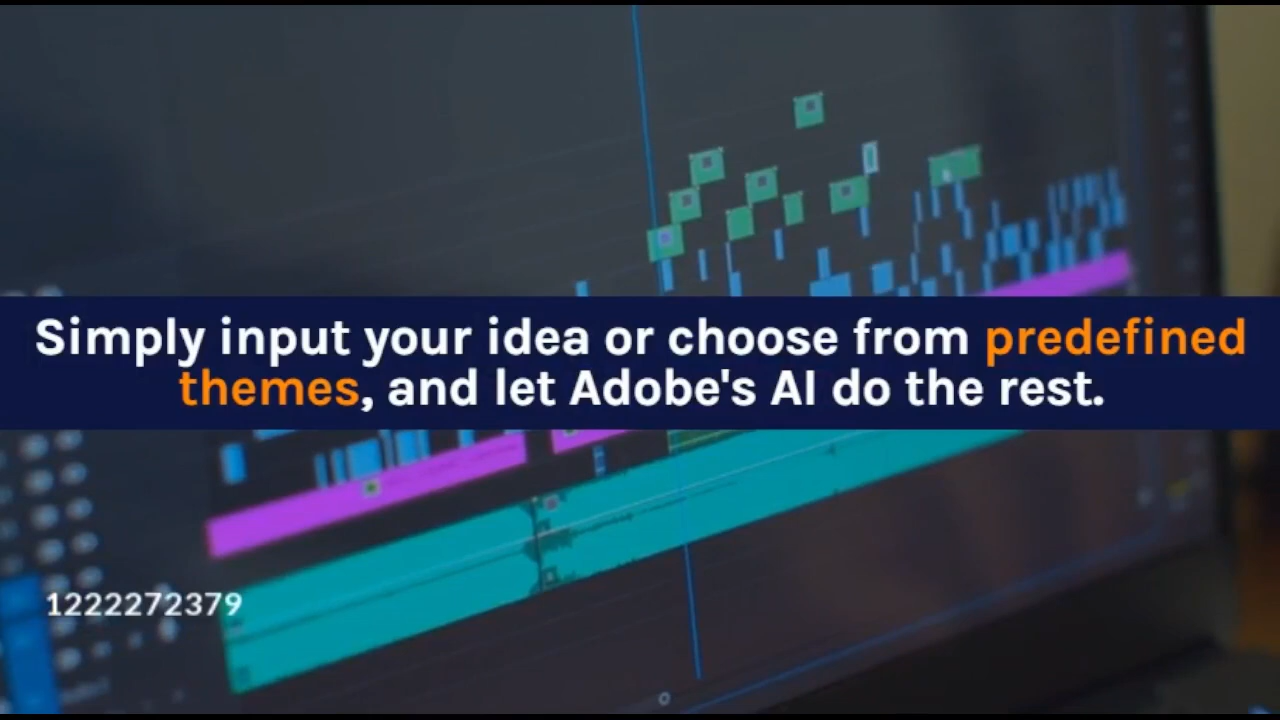 Simply input your idea or choose from predefined
themes, and let Adobe's AI do the rest.
1222272379